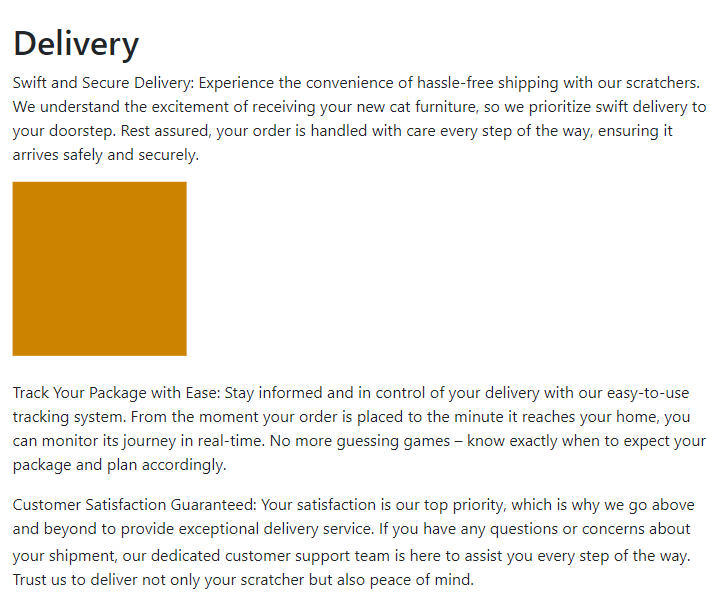 Delivery
Swift and Secure Delivery: Experience the convenience of hassle-free shipping with our scratchers.
We understand the excitement of receiving your new cat furniture, so we prioritize swift delivery to
your doorstep. Rest assured, your order is handled with care every step of the way, ensuring it
arrives safely and securely.
Track Your Package with Ease: Stay informed and in control of your delivery with our easy-to-use
tracking system. From the moment your order is placed to the minute it reaches your home, you
can monitor its journey in real-time. No more guessing games – know exactly when to expect your
package and plan accordingly.
Customer Satisfaction Guaranteed: Your satisfaction is our top priority, which is why we go above
and beyond to provide exceptional delivery service. If you have any questions or concerns about
your shipment, our dedicated customer support team is here to assist you every step of the way.
Trust us to deliver not only your scratcher but also peace of mind.